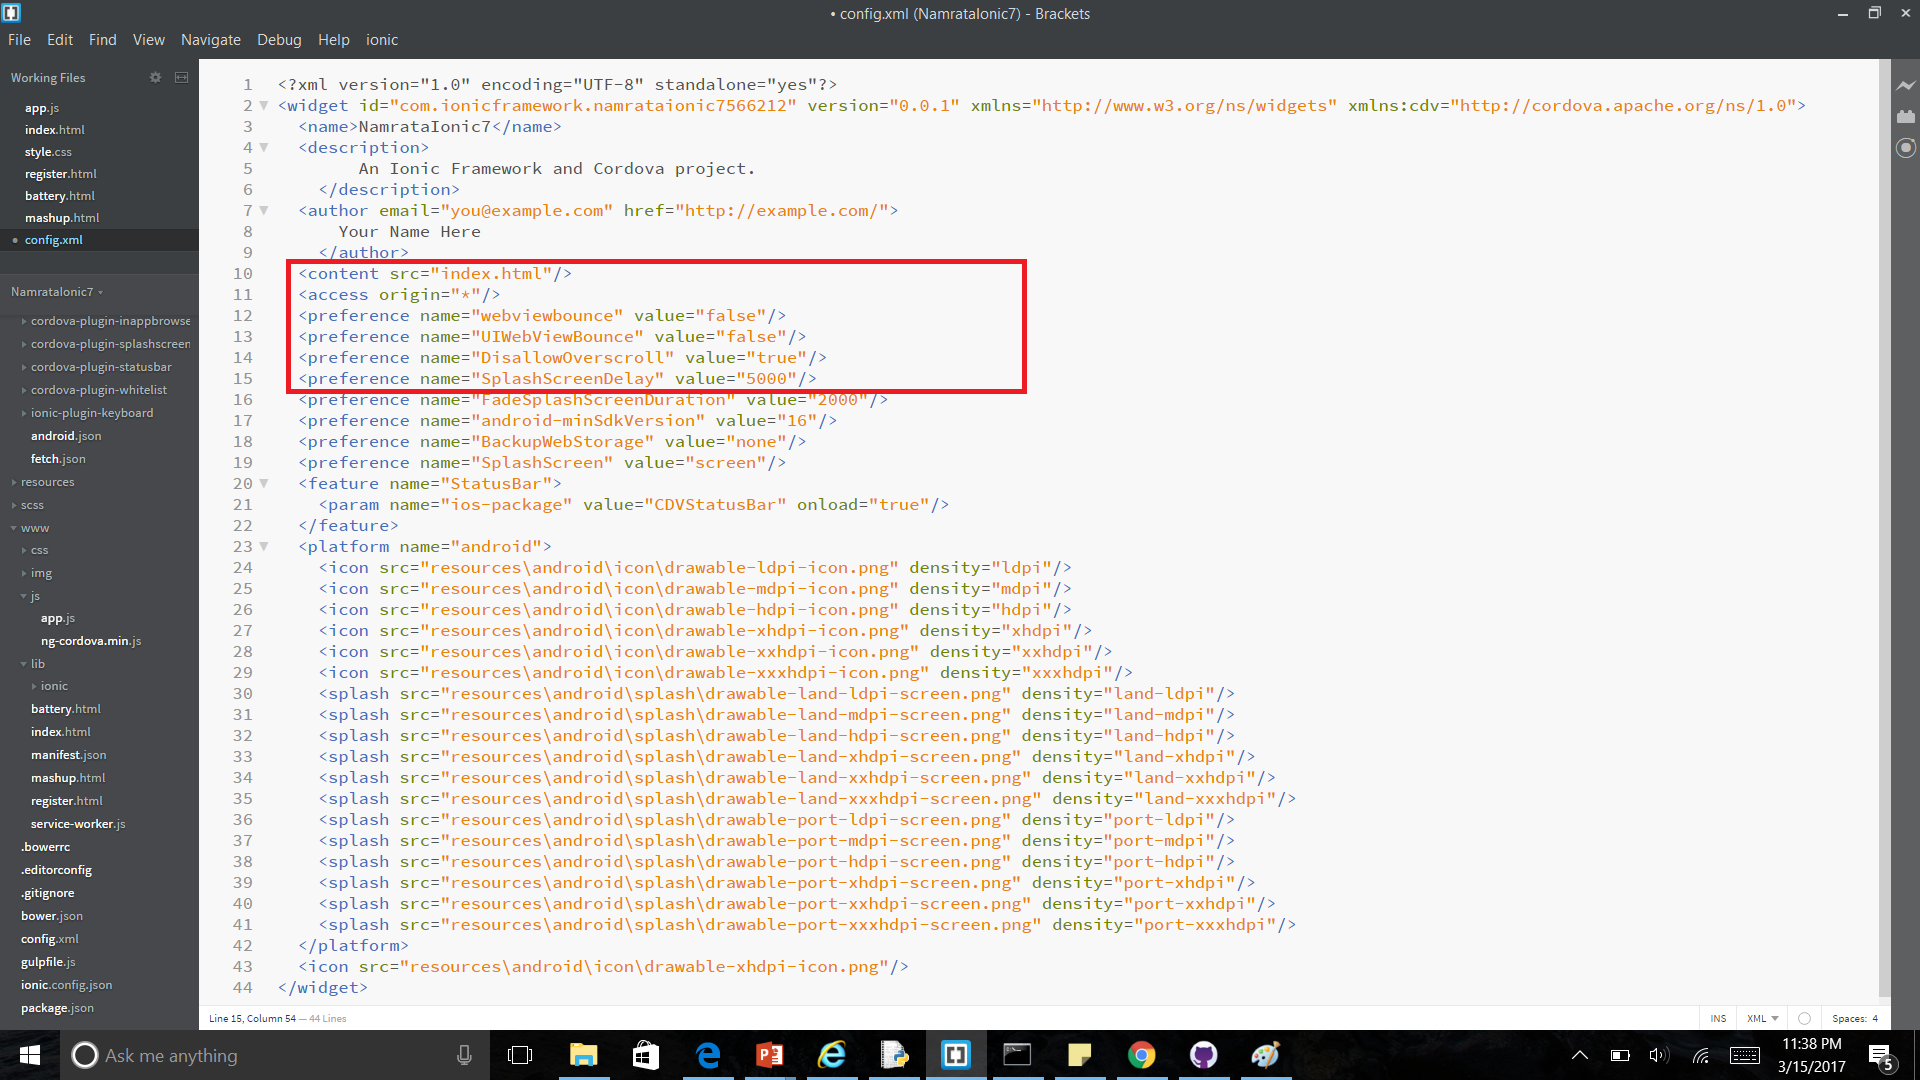 • config.xml (NamrataIonic7) - Brackets
File Edit Find View Navigate Debug Help ionic
Working Files
app.js
index.html
style.css
register.html
battery.html
mashup.html
config.xml
NamrataIonic7
cordova-plugin-inappbrowse
cordova-plugin-splashscreen
cordova-plugin-statusbar
cordova-plugin-whitelist
ionic-plugin-keyboard
android.json
fetch.json
resources
scss
www
css
img
js
app.js
ng-cordova.min.js
lib
ionic
battery.html
index.html
manifest.json
mashup.html
register.html
service-worker.js
.bowerrc
.editorconfig
.gitignore
bower.json
config.xml
gulpfile.js
ionic.config.json
package.json
1 <?xml version="1.0" encoding="UTF-8" standalone="yes"?>
2 <widget id="com.ionicframework.namrataionic7566212" version="0.0.1" xmlns="http://www.w3.org/ns/widgets" xmlns:cdv="http://cordova.apache.org/ns/1.0">
3 <name>NamrataIonic7</name>
4 <description>
5 An Ionic Framework and Cordova project.
6 </description>
7 <author email="you@example.com" href="http://example.com/">
8 Your Name Here
9 </author>
10 <content src="index.html"/>
11 <access origin="*"/>
12 <preference name="webviewbounce" value="false"/>
13 <preference name="UIWebViewBounce" value="false"/>
14 <preference name="DisallowOverscroll" value="true"/>
15 <preference name="SplashScreenDelay" value="5000"/>
16 <preference name="FadeSplashScreenDuration" value="2000"/>
17 <preference name="android-minSdkVersion" value="16"/>
18 <preference name="BackupWebStorage" value="none"/>
19 <preference name="SplashScreen" value="screen"/>
20 <feature name="StatusBar">
21 <param name="ios-package" value="CDVStatusBar" onload="true"/>
22 </feature>
23 <platform name="android">
24 <icon src="resources\android\icon\drawable-ldpi-icon.png" density="ldpi"/>
25 <icon src="resources\android\icon\drawable-mdpi-icon.png" density="mdpi"/>
26 <icon src="resources\android\icon\drawable-hdpi-icon.png" density="hdpi"/>
27 <icon src="resources\android\icon\drawable-xhdpi-icon.png" density="xhdpi"/>
28 <icon src="resources\android\icon\drawable-xxhdpi-icon.png" density="xxhdpi"/>
29 <icon src="resources\android\icon\drawable-xxxhdpi-icon.png" density="xxxhdpi"/>
30 <splash src="resources\android\splash\drawable-land-ldpi-screen.png" density="land-ldpi"/>
31 <splash src="resources\android\splash\drawable-land-mdpi-screen.png" density="land-mdpi"/>
32 <splash src="resources\android\splash\drawable-land-hdpi-screen.png" density="land-hdpi"/>
33 <splash src="resources\android\splash\drawable-land-xhdpi-screen.png" density="land-xhdpi"/>
34 <splash src="resources\android\splash\drawable-land-xxhdpi-screen.png" density="land-xxhdpi"/>
35 <splash src="resources\android\splash\drawable-land-xxxhdpi-screen.png" density="land-xxxhdpi"/>
36 <splash src="resources\android\splash\drawable-port-ldpi-screen.png" density="port-ldpi"/>
37 <splash src="resources\android\splash\drawable-port-mdpi-screen.png" density="port-mdpi"/>
38 <splash src="resources\android\splash\drawable-port-hdpi-screen.png" density="port-hdpi"/>
39 <splash src="resources\android\splash\drawable-port-xhdpi-screen.png" density="port-xhdpi"/>
40 <splash src="resources\android\splash\drawable-port-xxhdpi-screen.png" density="port-xxhdpi"/>
41 <splash src="resources\android\splash\drawable-port-xxxhdpi-screen.png" density="port-xxxhdpi"/>
42 </platform>
43 <icon src="resources\android\icon\drawable-xhdpi-icon.png"/>
44 </widget>
Line 15, Column 54 — 44 Lines
INS XML Spaces: 4
Ask me anything
11:38 PM
3/15/2017
5